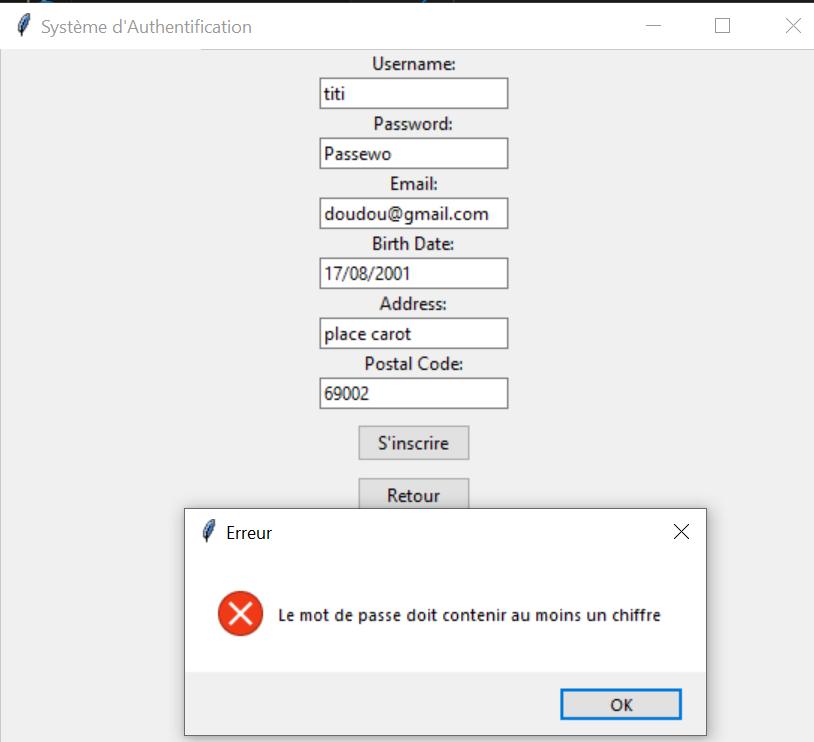 Système d'Authentification
Username:
titi
Password:
Passewo
Email:
doudou@gmail.com
Birth Date:
17/08/2001
Address:
place carot
Postal Code:
69002
S'inscrire
Retour
Erreur
Le mot de passe doit contenir au moins un chiffre
OK